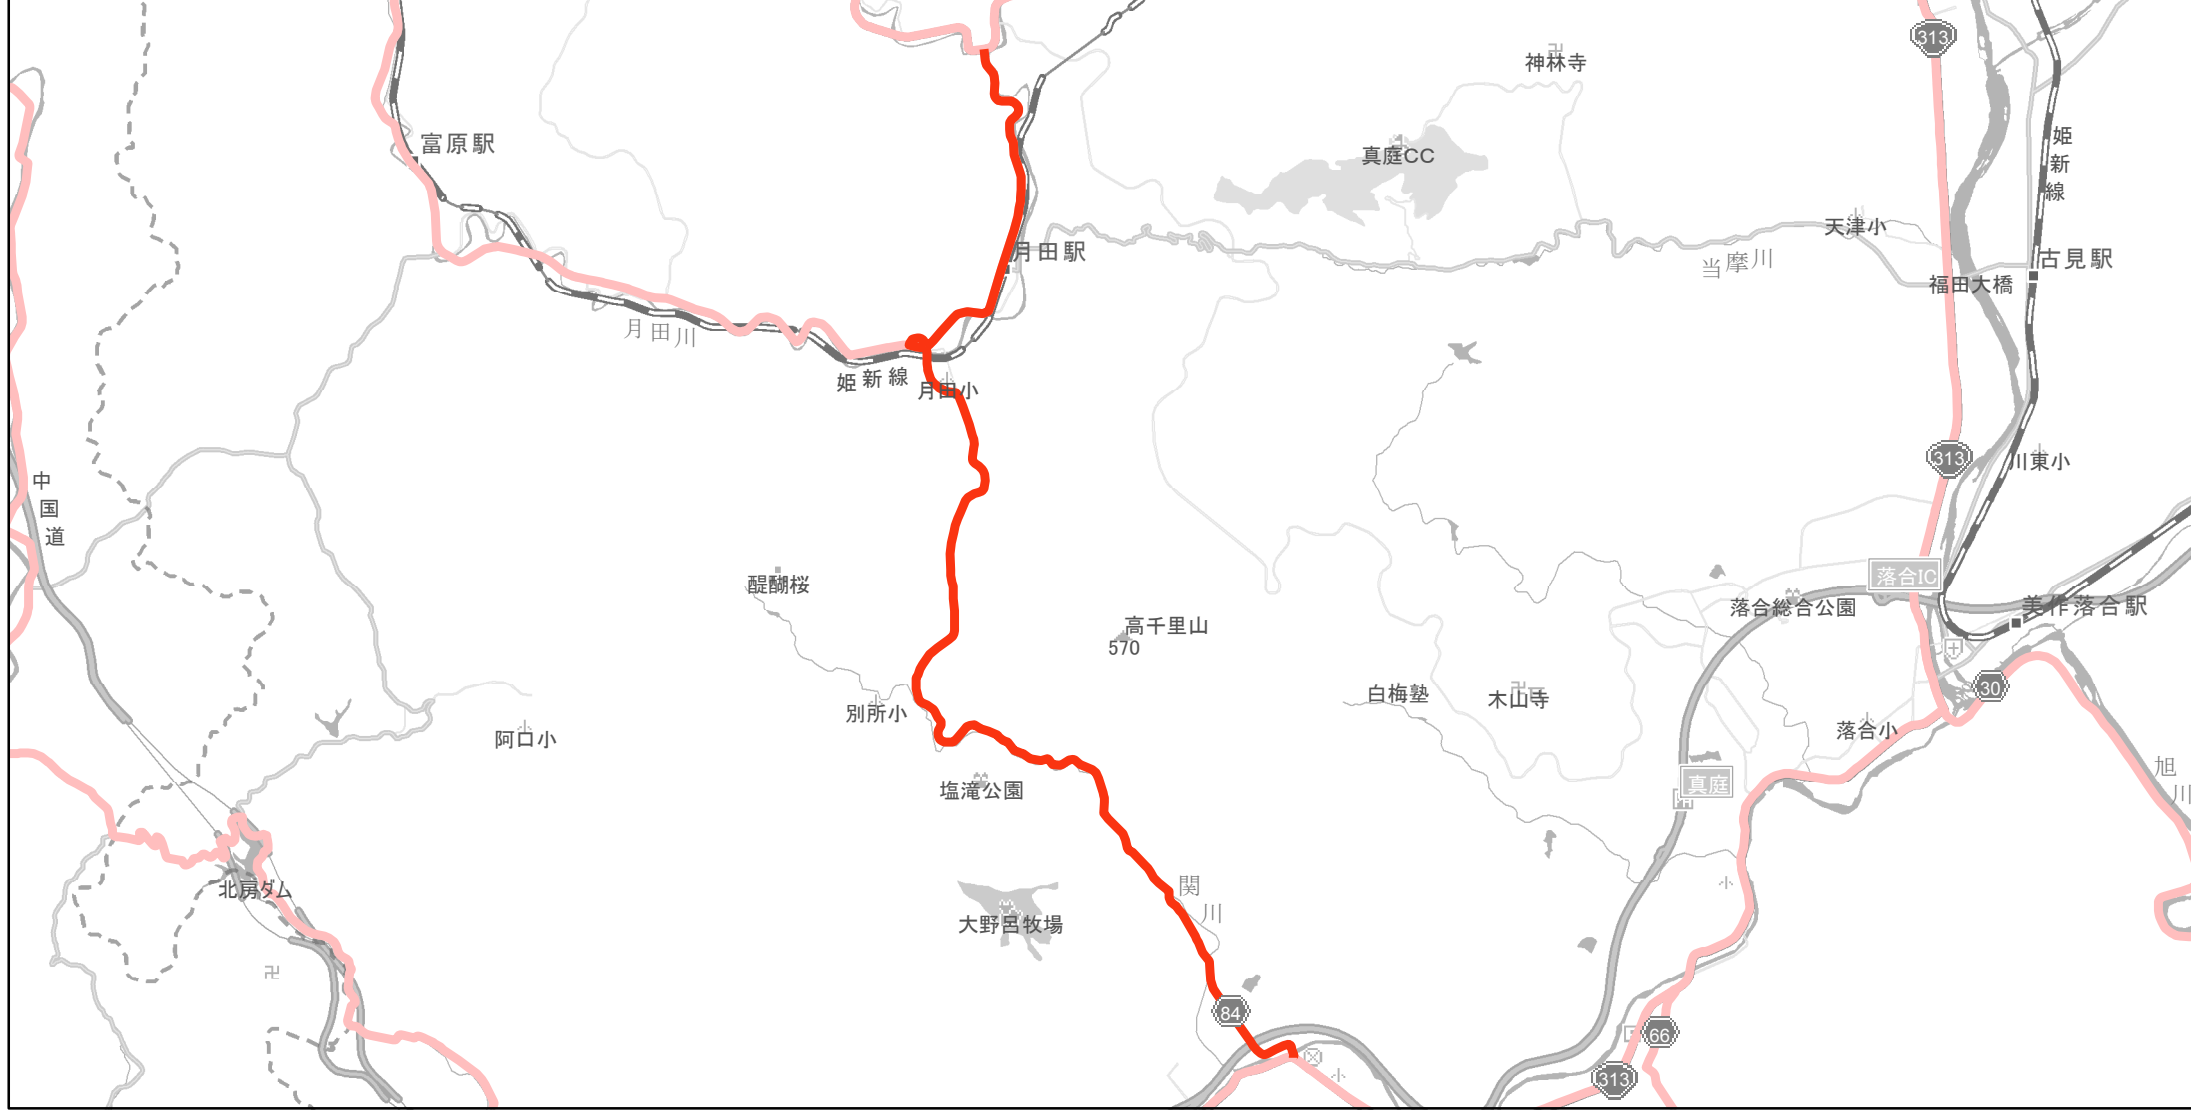 313
神林寺
富原駅
真庭CC
姫新線
天津小
月田駅
当摩川
古見駅
福田大橋
月田川
姫新線
月田小
313
川東小
中国道
醍醐桜
落合IC
落合総合公園
美作落合駅
高千里山
570
30
白梅塾
木山寺
別所小
落合小
阿口小
旭川
塩滝公園
真庭
PA
北房ダム
関川
大野呂牧場
小
84
66
小
313